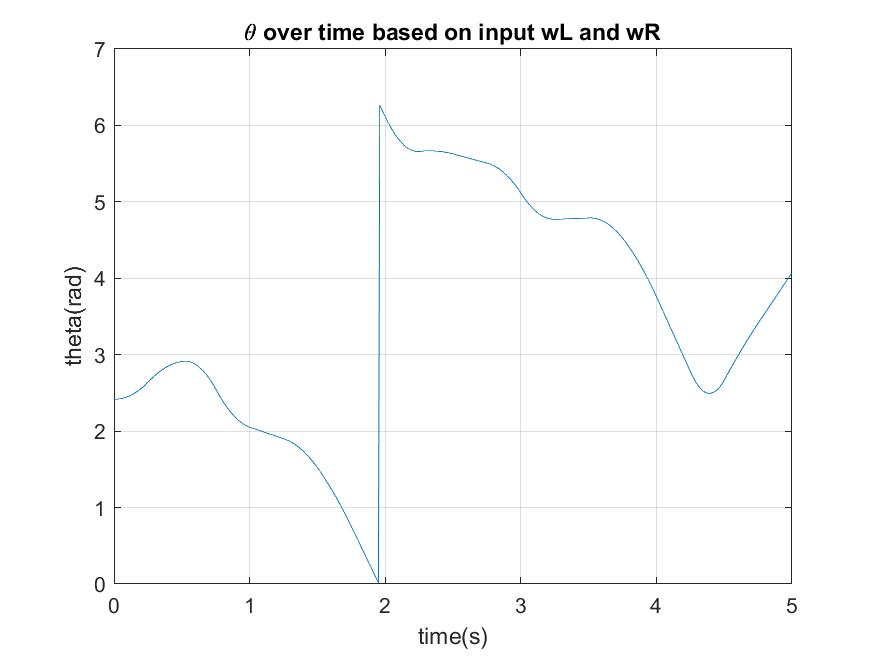 θ over time based on input wL and wR
7
6
5
4
3
2
1
0
theta(rad)
0 1 2 3 4 5
time(s)